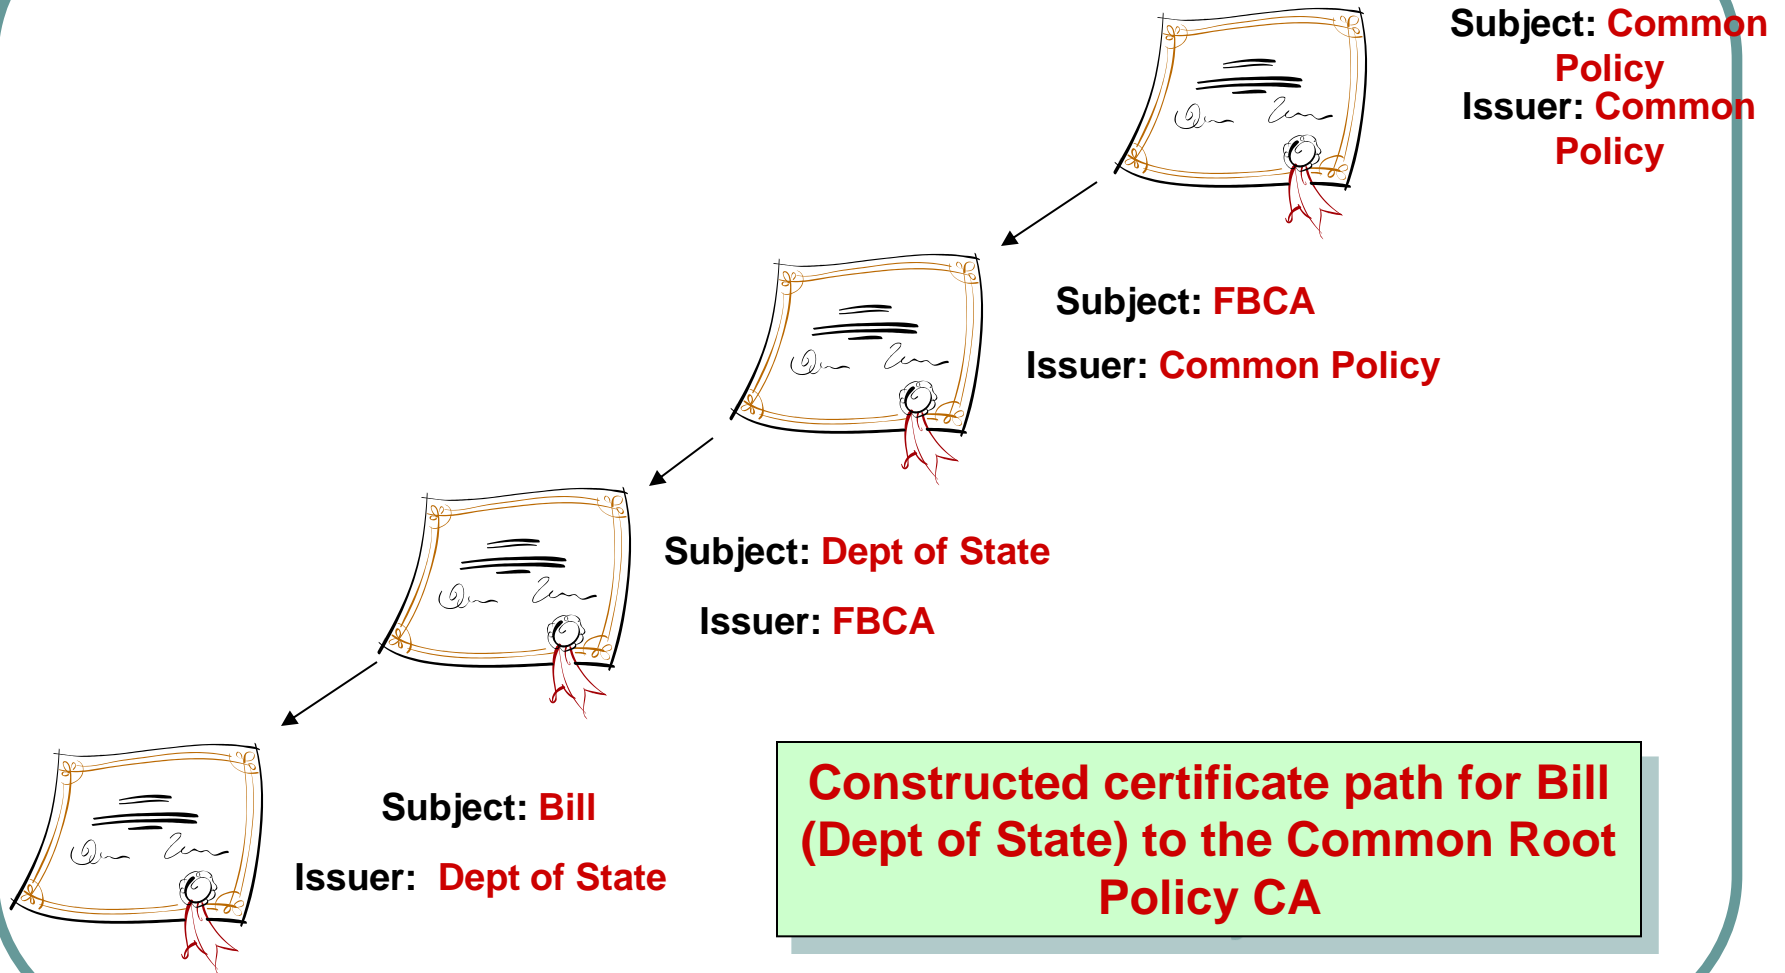 Subject: Common
Policy
Issuer: Common
Policy
Subject: FBCA
Issuer: Common Policy
Subject: Dept of State
Issuer: FBCA
Subject: Bill
Issuer: Dept of State
Constructed certificate path for Bill
(Dept of State) to the Common Root
Policy CA